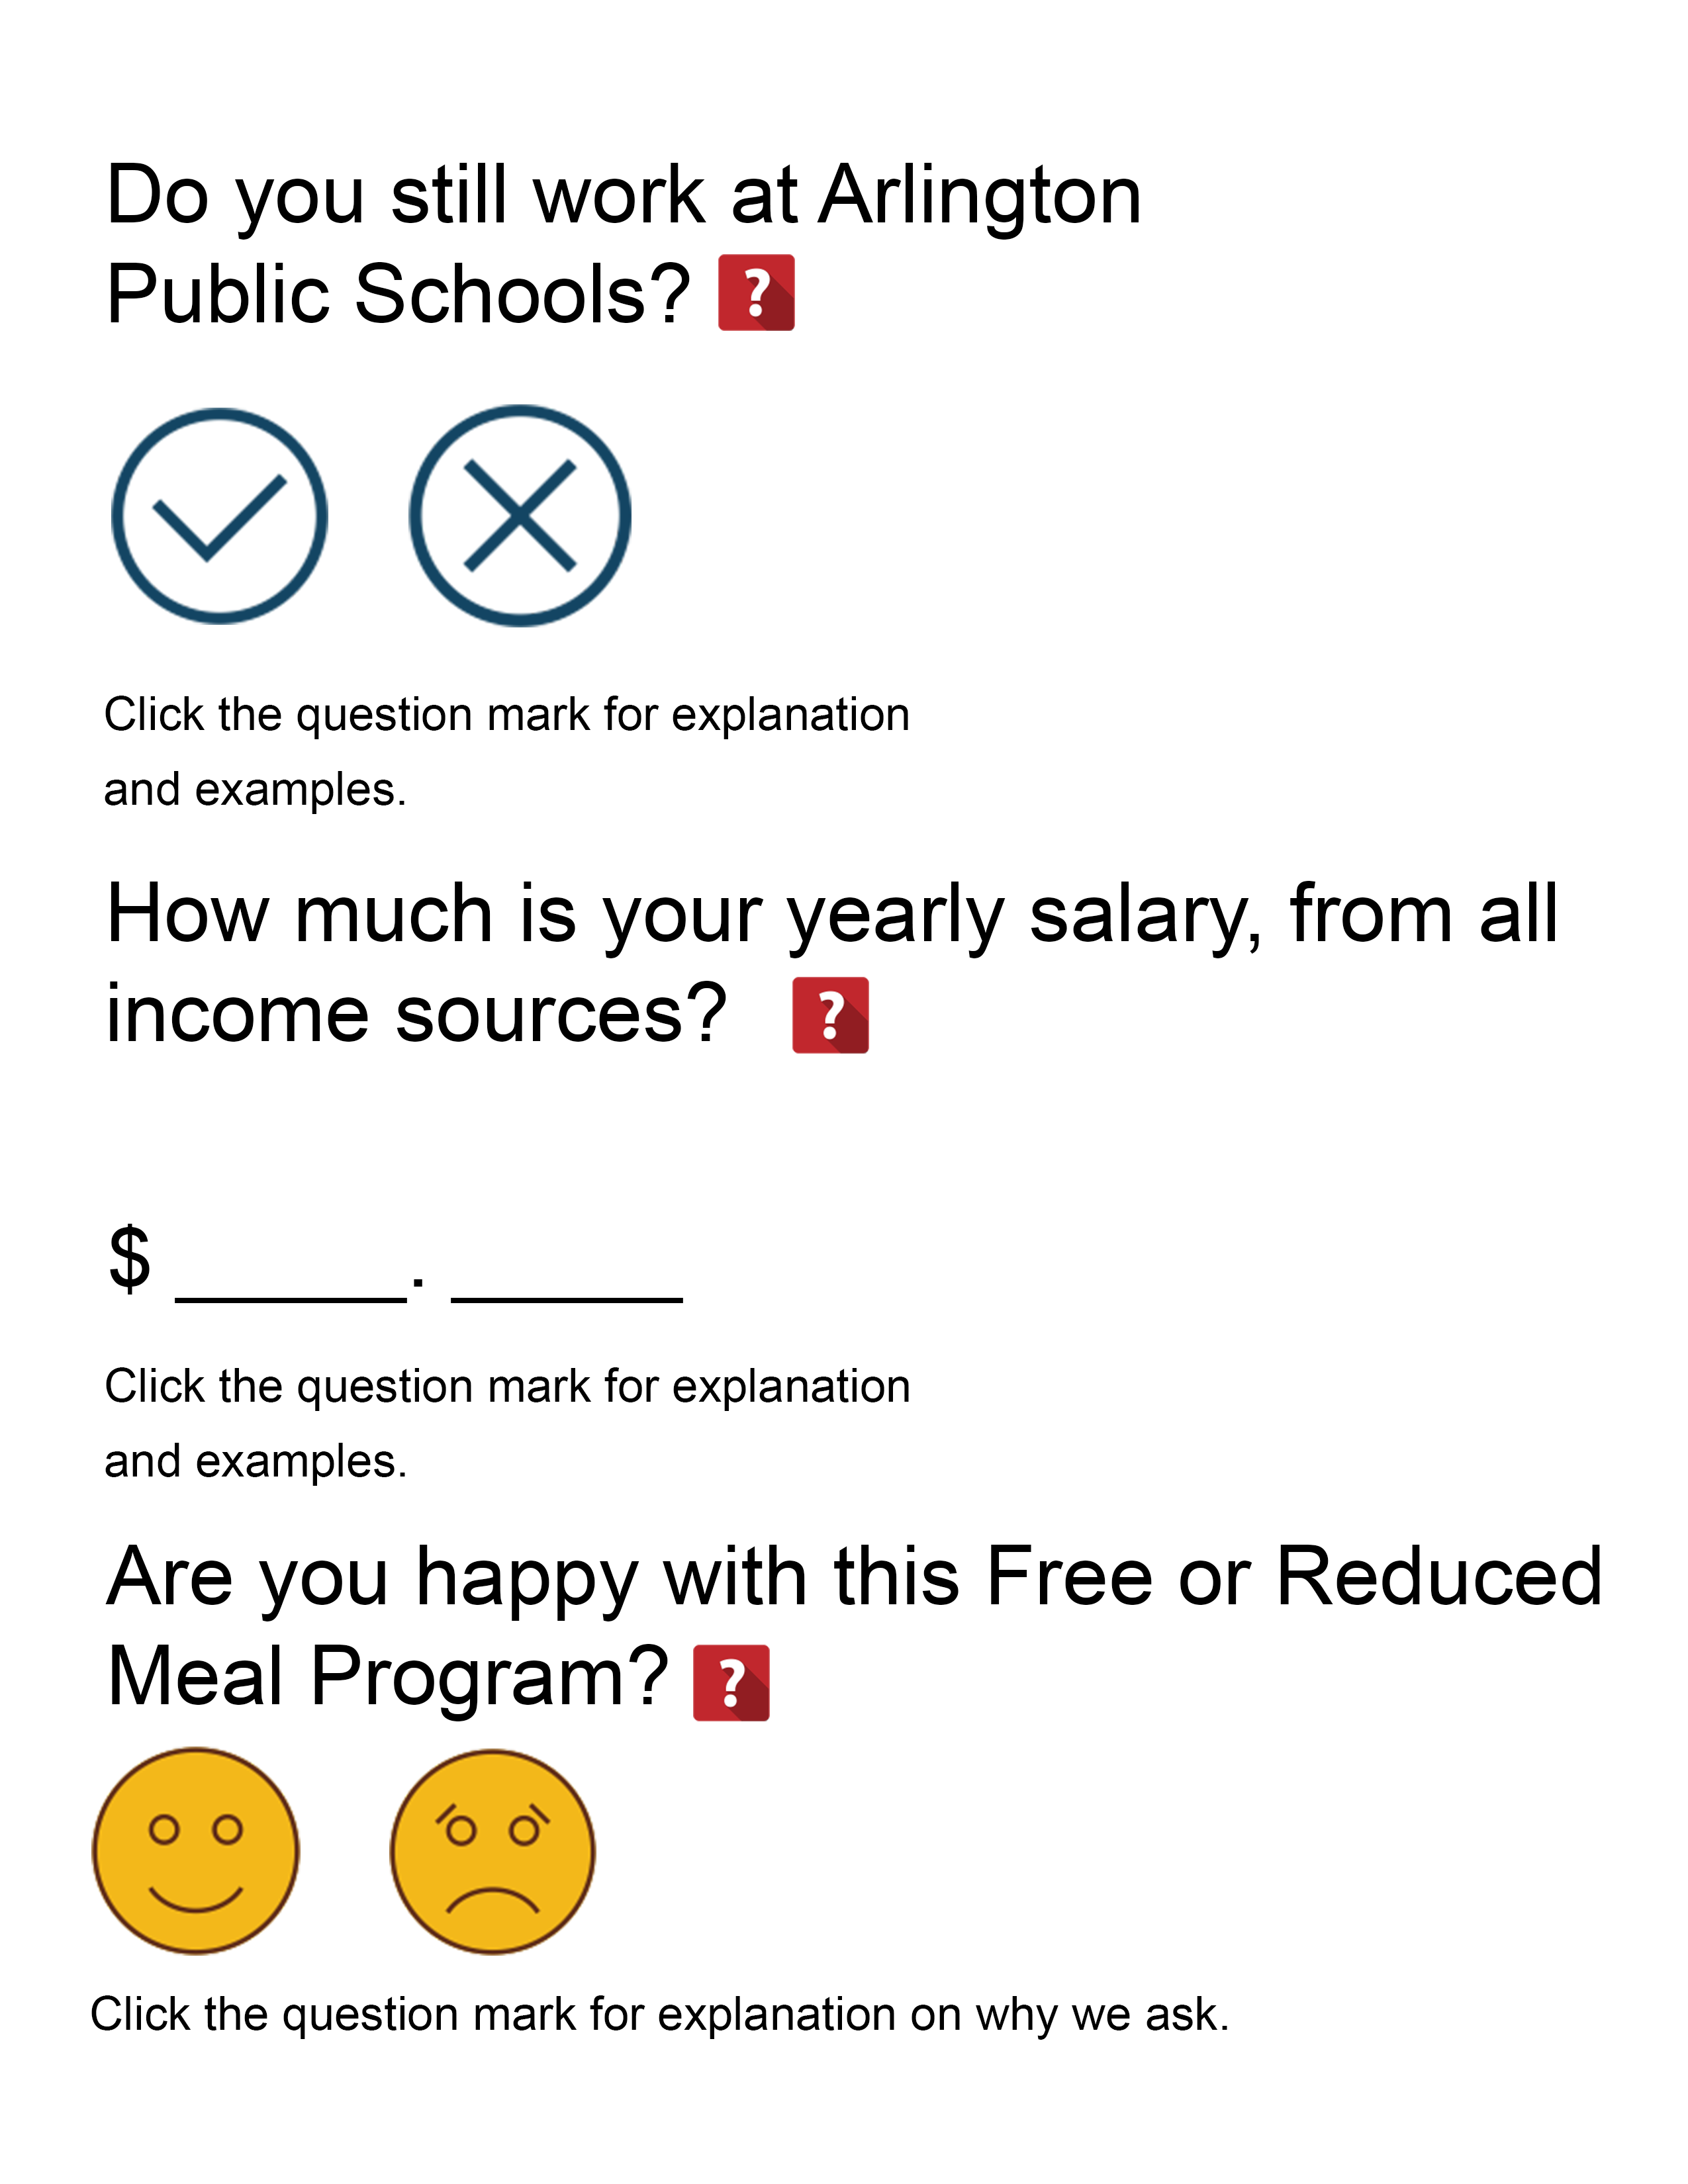 Do you still work at Arlington
Public Schools? ?
Click the question mark for explanation
and examples.
How much is your yearly salary, from all
income sources? ?
$ ______. ______
Click the question mark for explanation
and examples.
Are you happy with this Free or Reduced
Meal Program? ?
Click the question mark for explanation on why we ask.